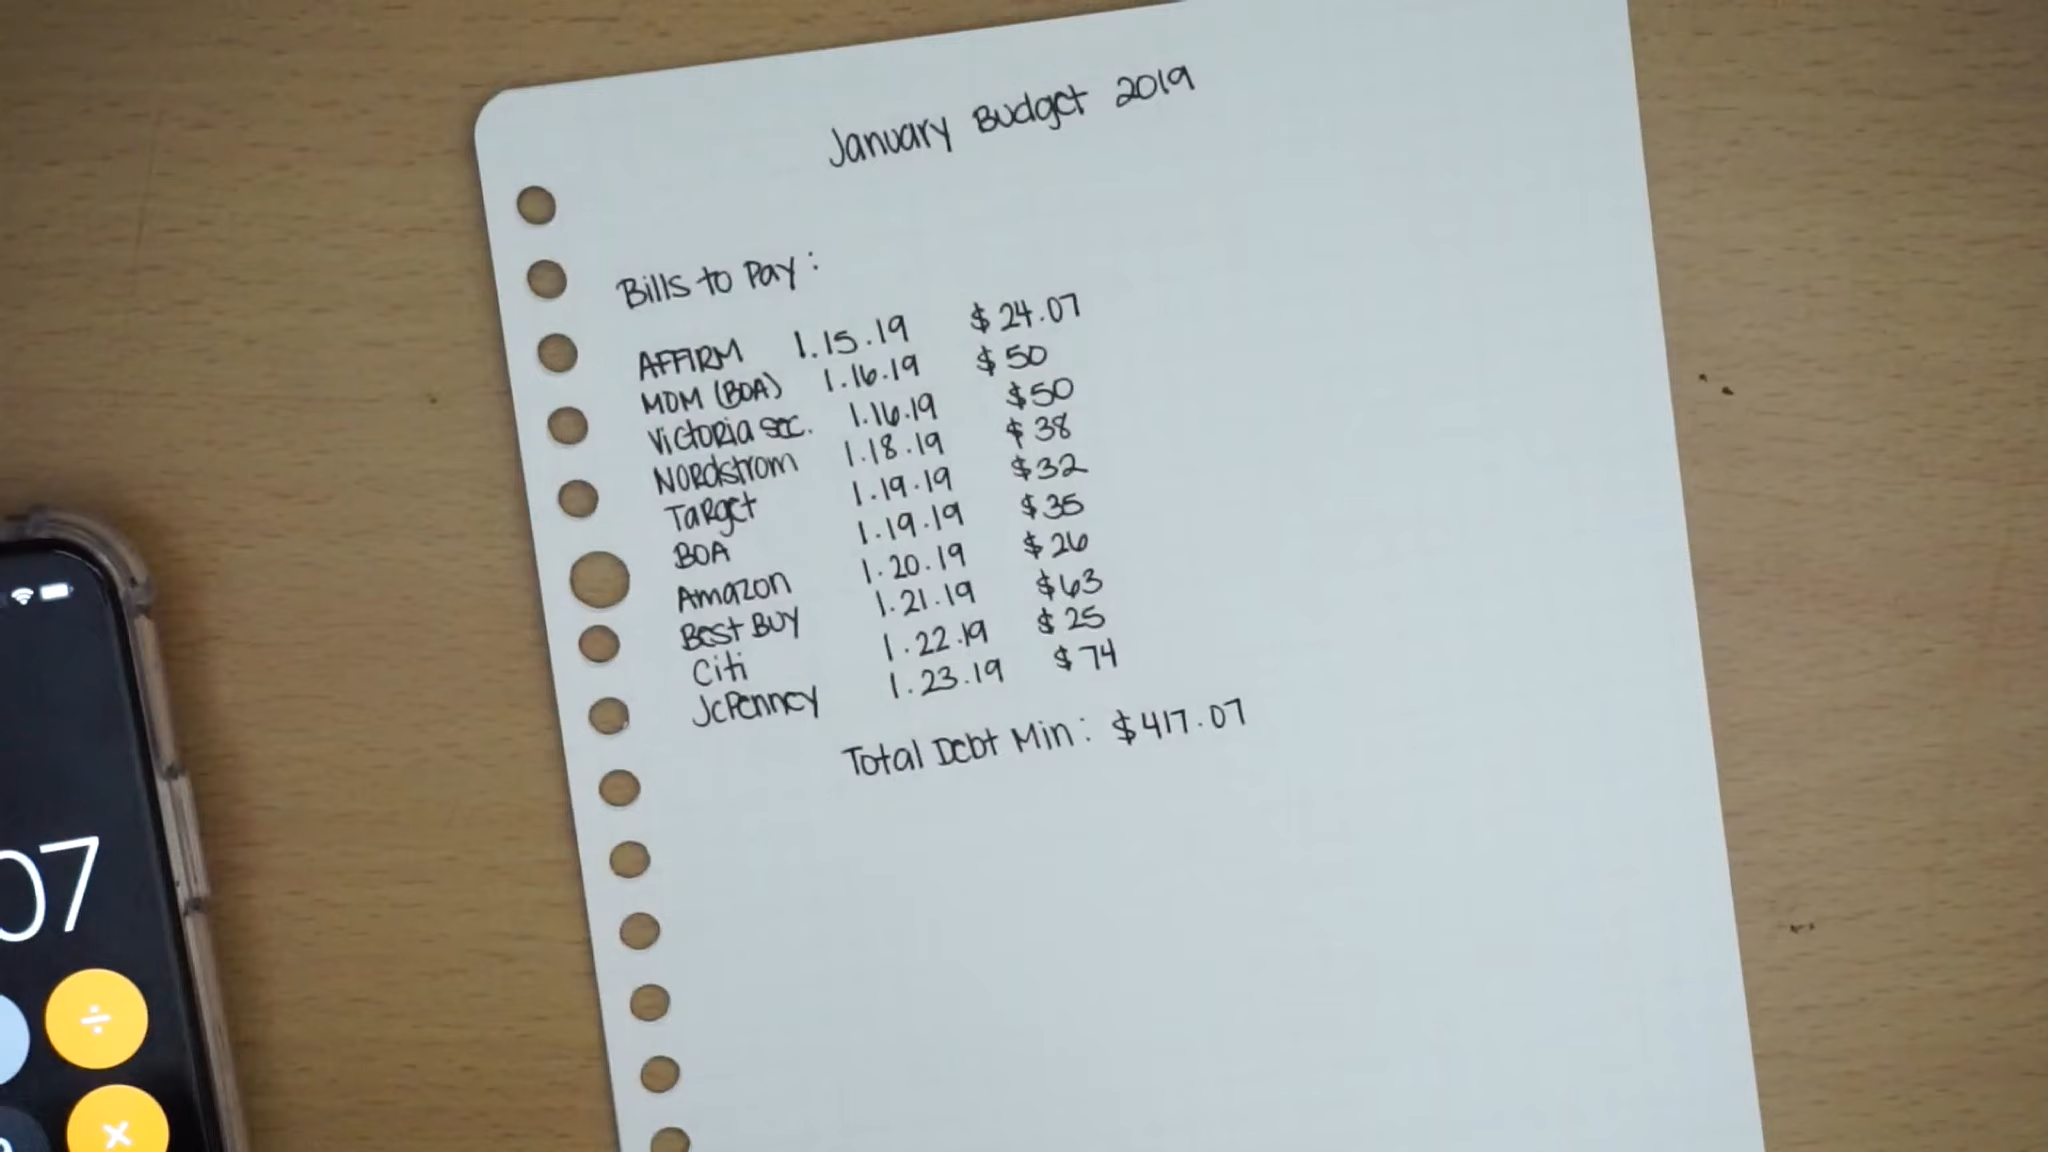 January Budget 2019
Bills to Pay:
AFFIRM 1.15.19 $24.07
MOM (BOA) 1.16.19 $50
Victoria sec. 1.16.19 $50
Nordstrom 1.18.19 $38
Target 1.19.19 $32
BOA 1.19.19 $35
Amazon 1.20.19 $26
Best Buy 1.21.19 $63
Citi 1.22.19 $25
JcPenney 1.23.19 $74
Total Debt Min: $417.07
07
÷
×